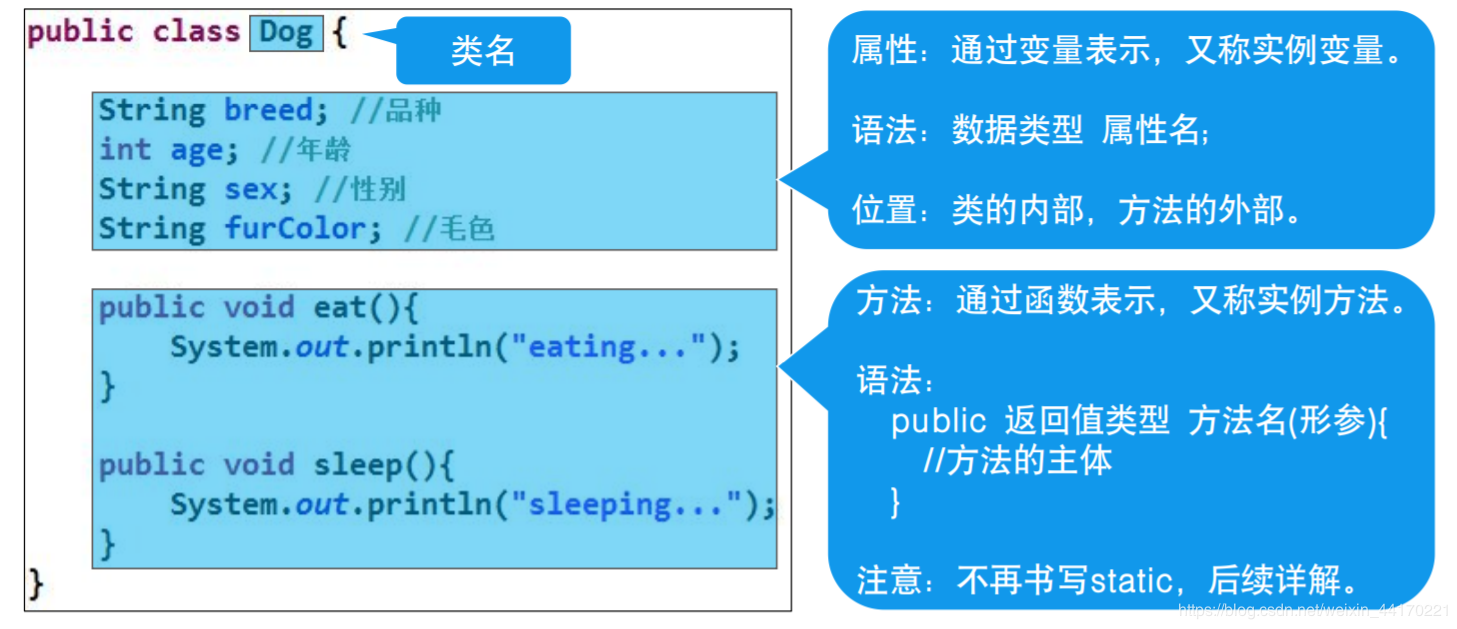 public class Dog {
类名
String breed; //品种
int age; //年龄
String sex; //性别
String furColor; //毛色
属性：通过变量表示，又称实例变量。
语法：数据类型 属性名;
位置：类的内部，方法的外部。
public void eat(){
System.out.println("eating...");
}
public void sleep(){
System.out.println("sleeping...");
}
}
方法：通过函数表示，又称实例方法。
语法：
public 返回值类型 方法名(形参){
//方法的主体
}
注意：不再书写static，后续详解。
https://blog.csdn.net/weixin_44170221